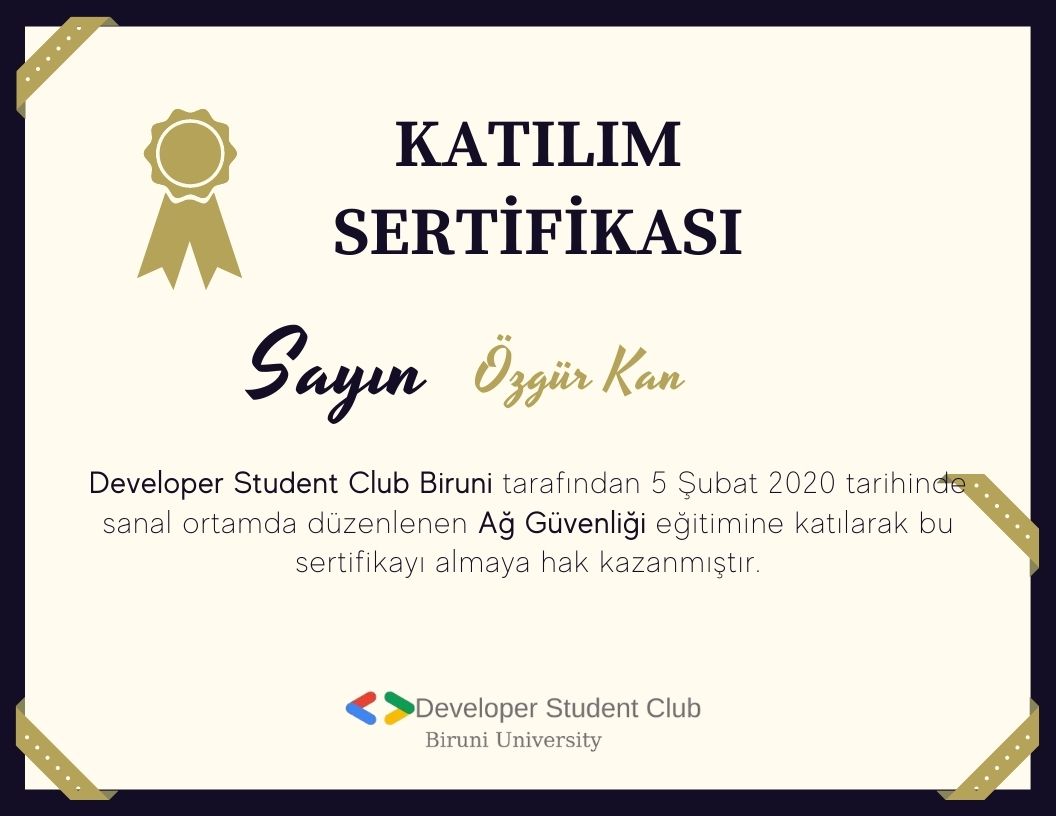 KATILIM
SERTİFİKASI
Sayın Özgür Kan
Developer Student Club Biruni tarafından 5 Şubat 2020 tarihinde
sanal ortamda düzenlenen Ağ Güvenliği eğitimine katılarak bu
sertifikayı almaya hak kazanmıştır.
Developer Student Club
Biruni University